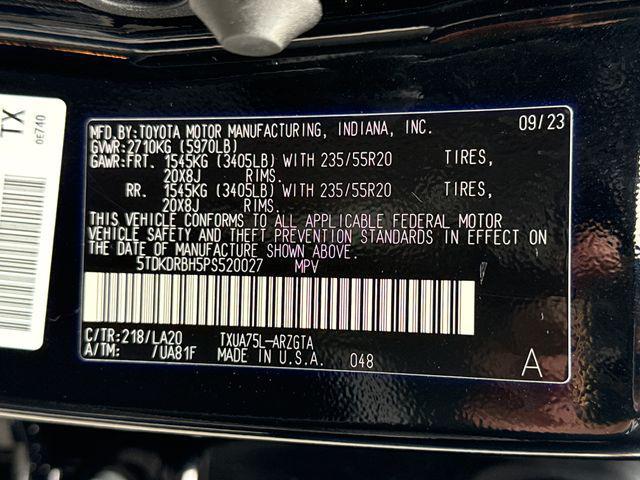 TX
0E740
MFD.BY:TOYOTA MOTOR MANUFACTURING, INDIANA, INC. 09/23
GVWR:2710KG (5970LB)
GAWR:FRT. 1545KG (3405LB) WITH 235/55R20 TIRES,
20X8J RIMS.
RR. 1545KG (3405LB) WITH 235/55R20 TIRES,
20X8J RIMS.
THIS VEHICLE CONFORMS TO ALL APPLICABLE FEDERAL MOTOR
VEHICLE SAFETY AND THEFT PREVENTION STANDARDS IN EFFECT ON
THE DATE OF MANUFACTURE SHOWN ABOVE.
5TDKDRBH5PS520027 MPV
C/TR:218/LA20 TXUA75L-ARZGTA
A/TM: /UA81F MADE IN U.S.A. 048 A